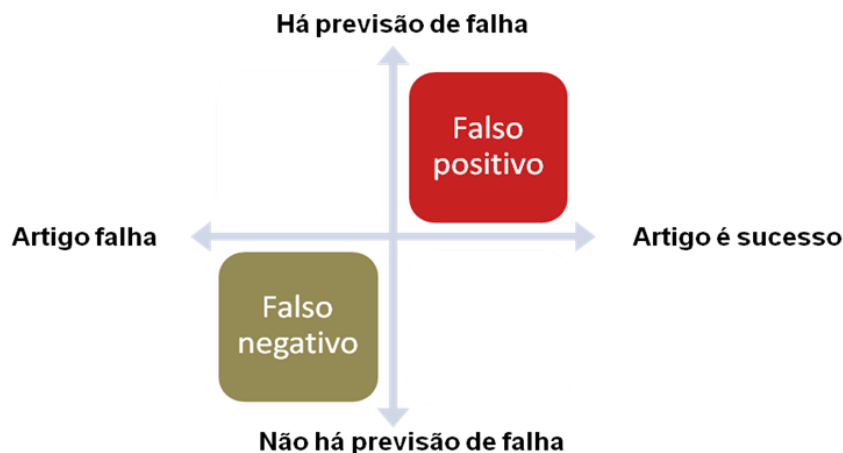 Há previsão de falha
Falso
positivo
Artigo falha
Artigo é sucesso
Falso
negativo
Não há previsão de falha